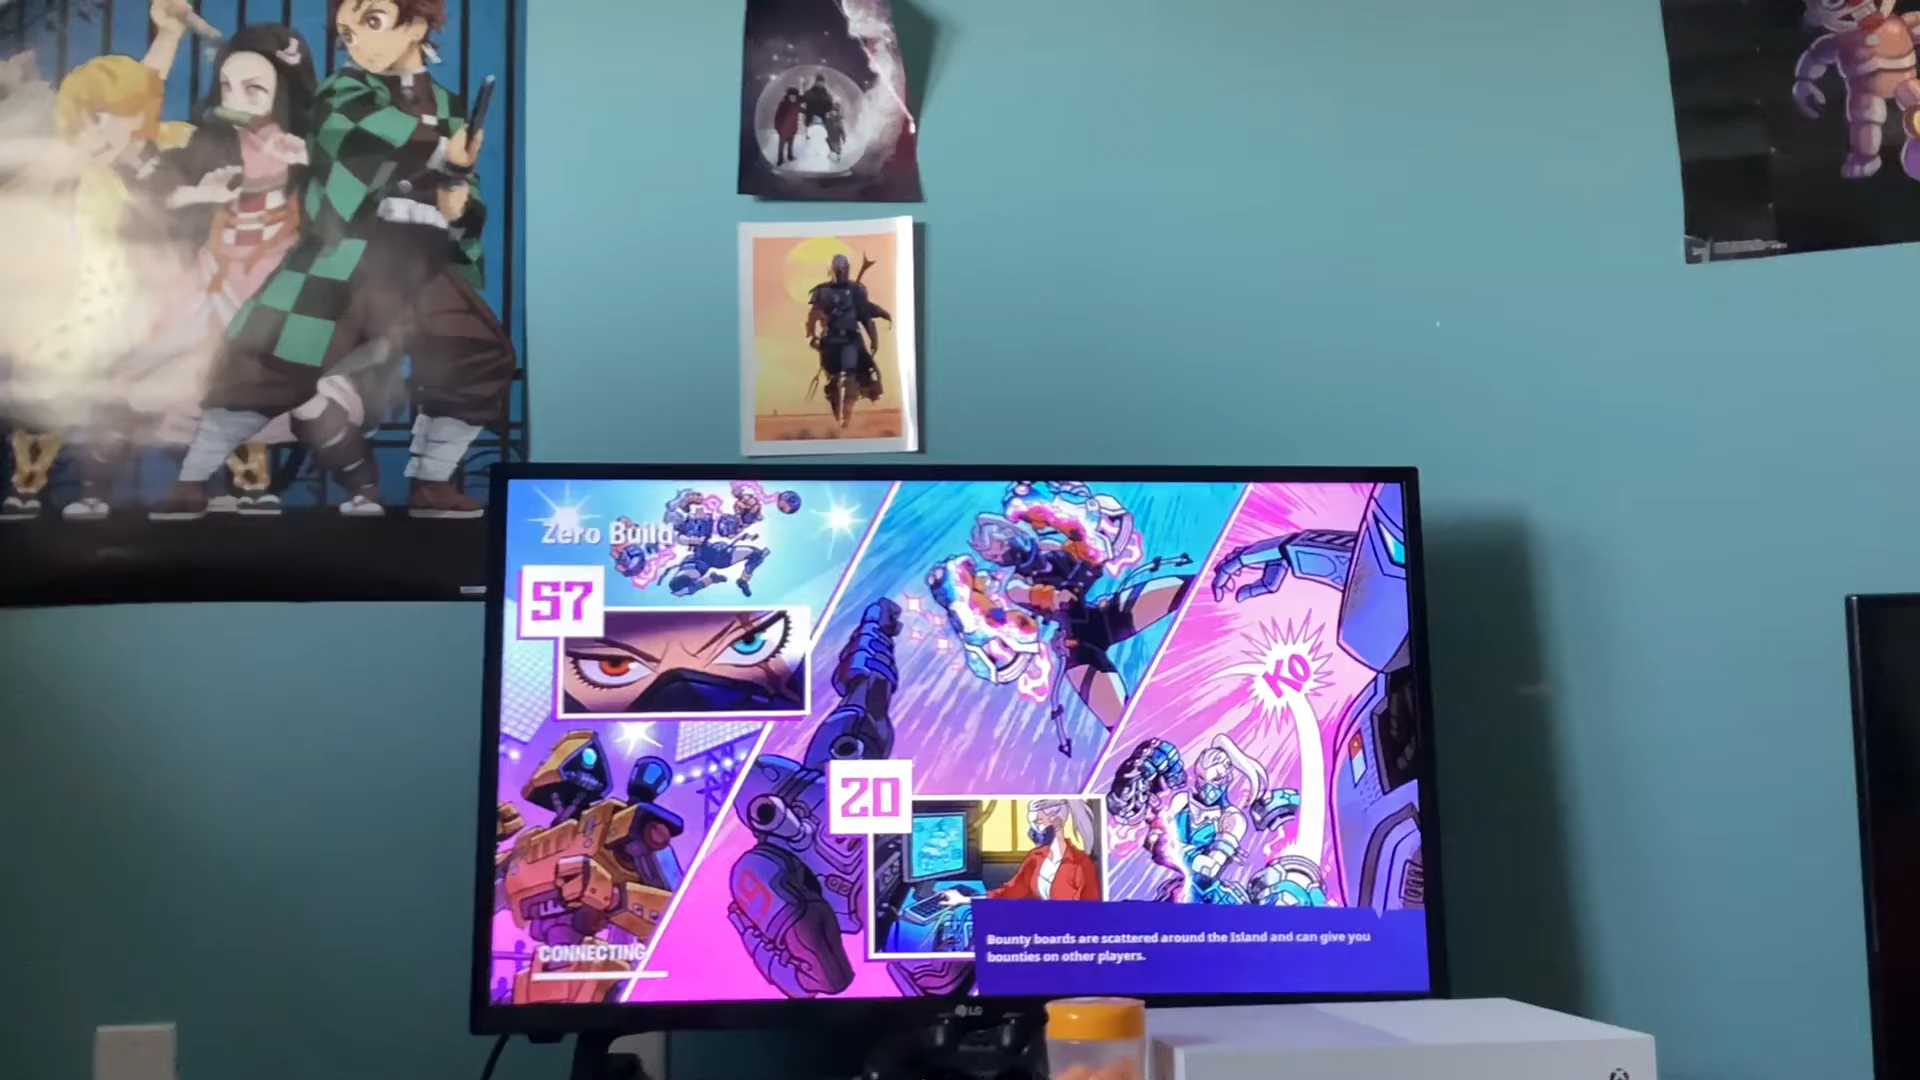 Zero Build
57
KO
20
Bounty boards are scattered around the Island and can give you
bounties on other players.
CONNECTING
LG